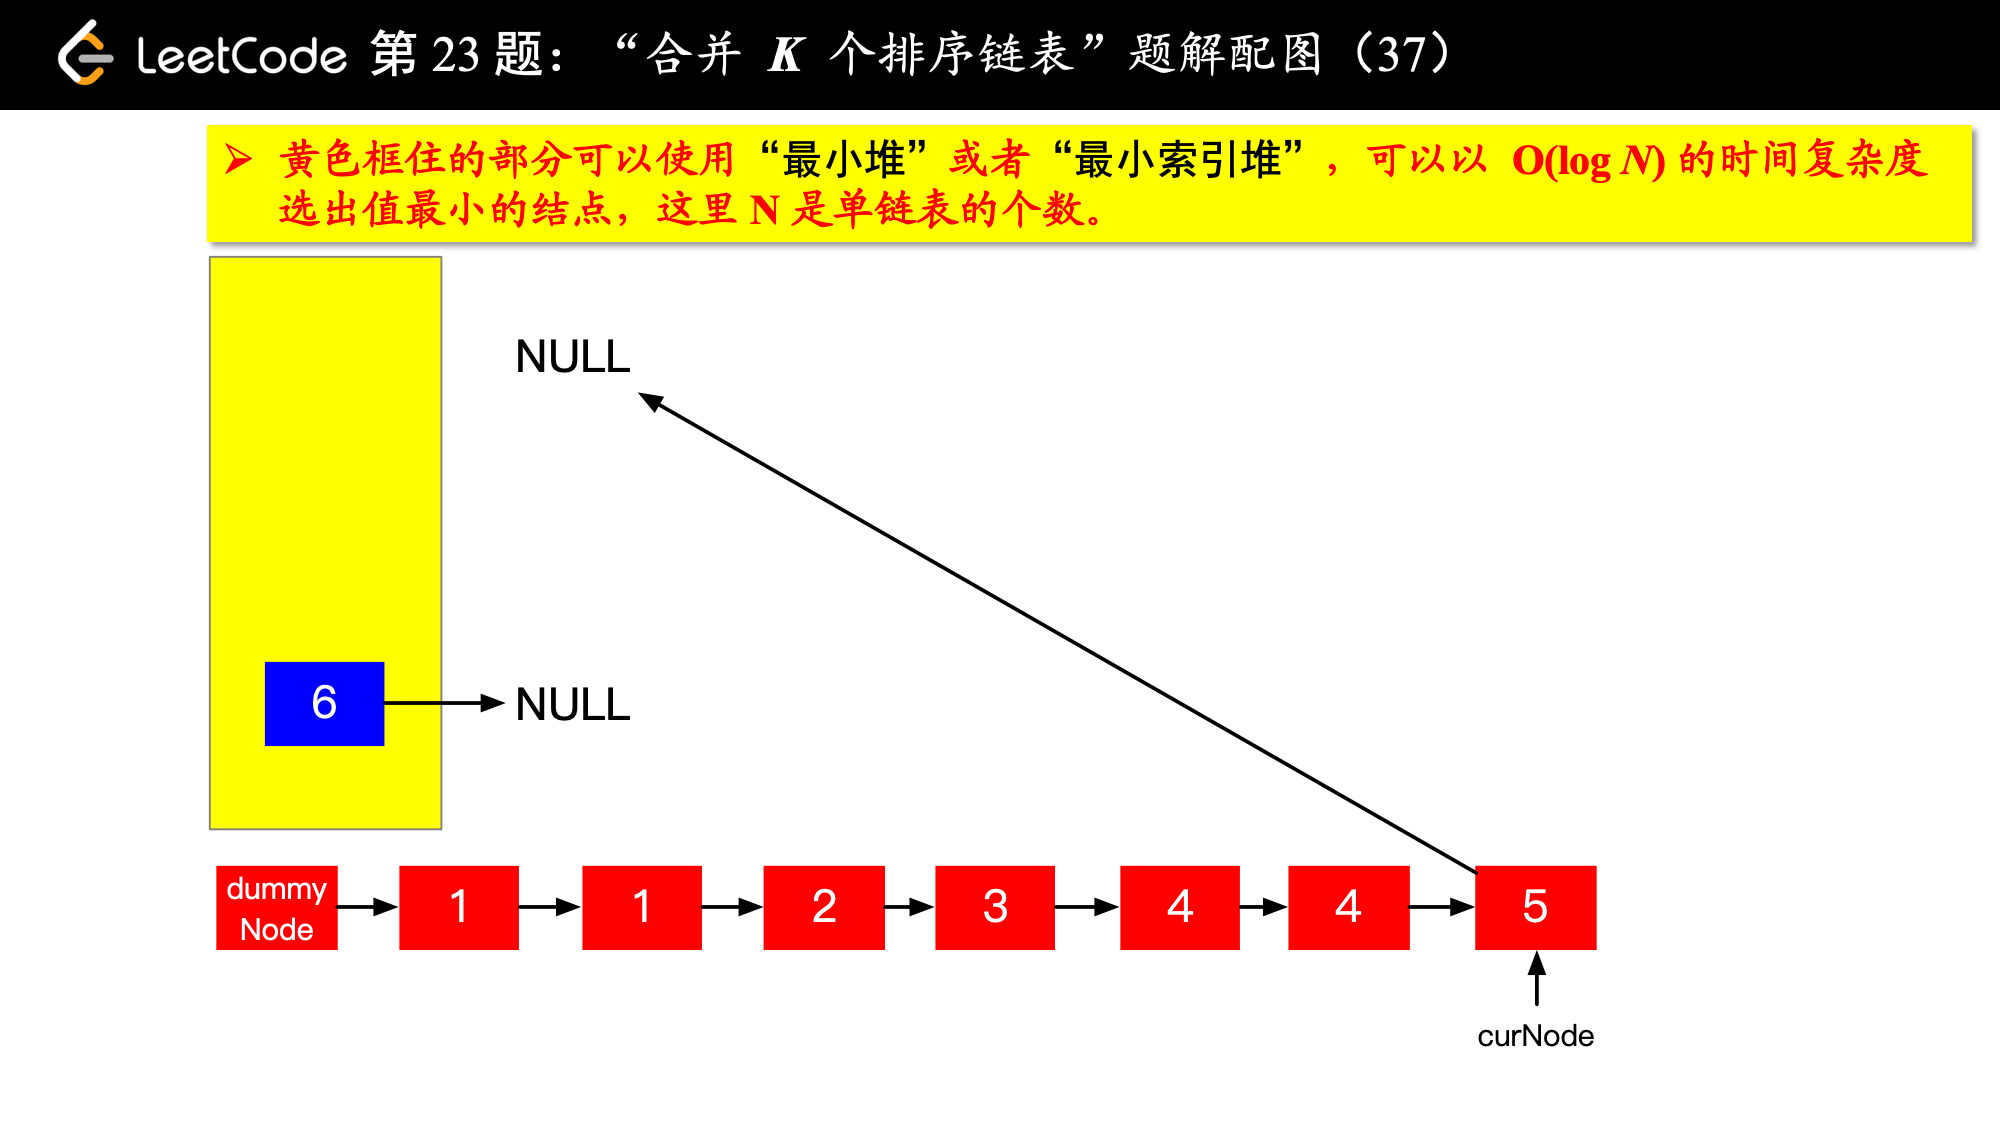 LeetCode 第 23 题：“合并 K 个排序链表”题解配图（37）
➢ 黄色框住的部分可以使用“最小堆”或者“最小索引堆”，可以以 O(log N) 的时间复杂度
选出值最小的结点，这里 N 是单链表的个数。
NULL
6 NULL
dummy
Node
1 1 2 3 4 4 5
curNode